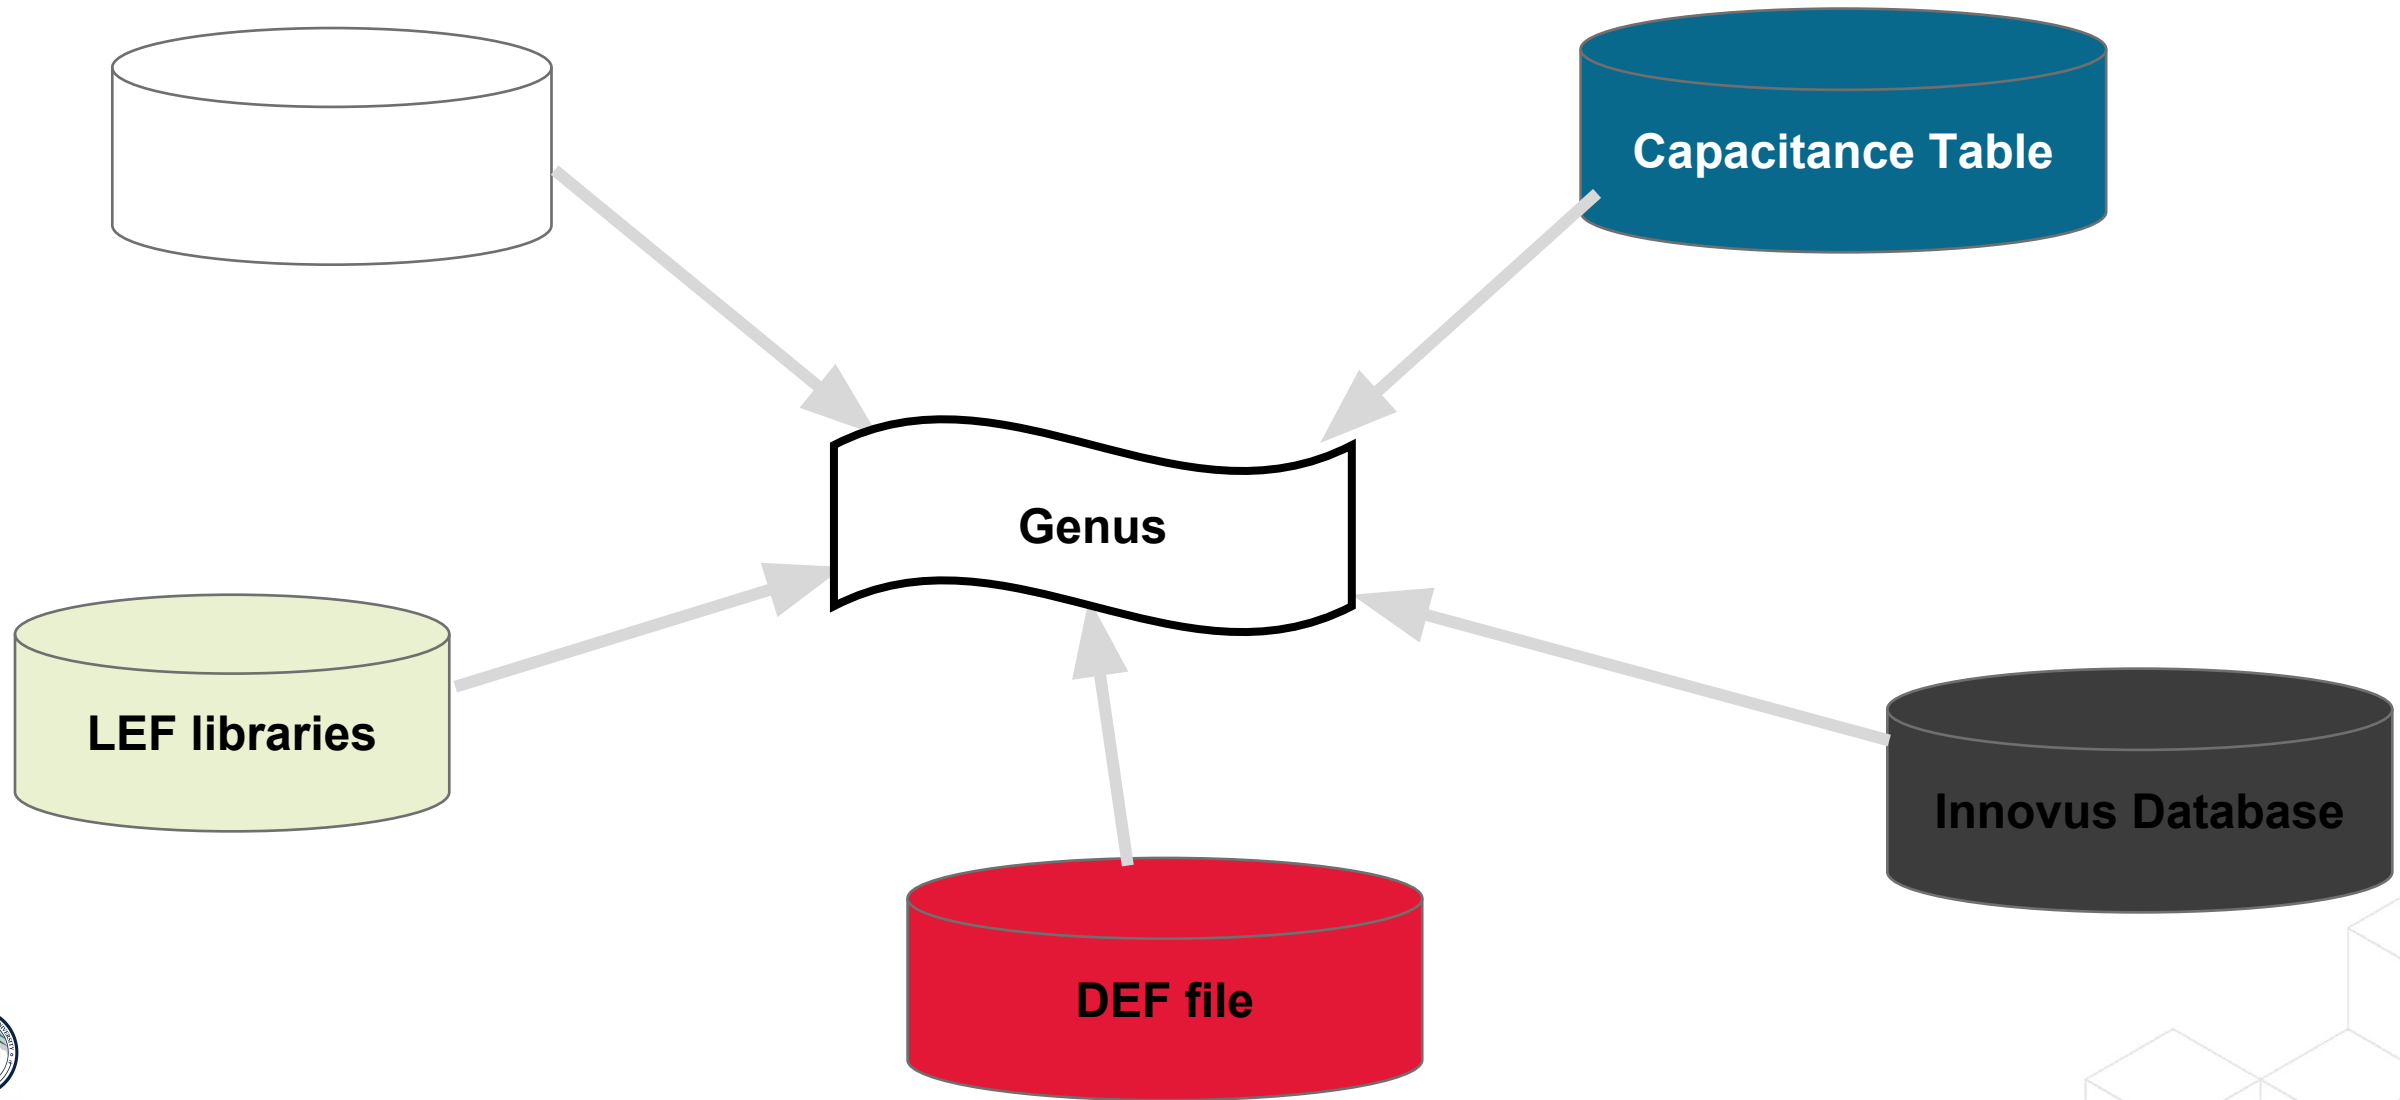 Capacitance Table
Genus
LEF libraries
Innovus Database
DEF file